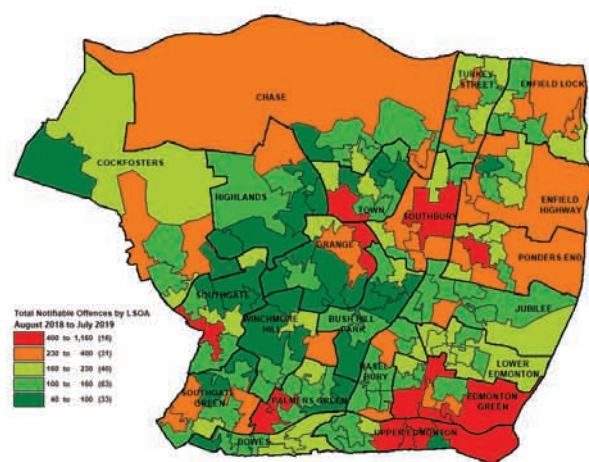 TURKEY
STREET
ENFIELD LOCK
CHASE
COCKFOSTERS
HIGHLANDS
TOWN
SOUTHBURY
ENFIELD
HIGHWAY
GRANGE
PONDERS END
SOUTHGATE
WINCHMORE
HILL
BUSH HILL
PARK
JUBILEE
LOWER
EDMONTON
HASEL
BURY
SOUTHGATE
GREEN
PALMERS GREEN
EDMONTON
GREEN
BOWES
UPPER EDMONTON
Total Notifiable Offences by LSOA
August 2018 to July 2019
400 to 1,160 (16)
230 to 400 (31)
160 to 230 (40)
100 to 160 (63)
40 to 100 (33)